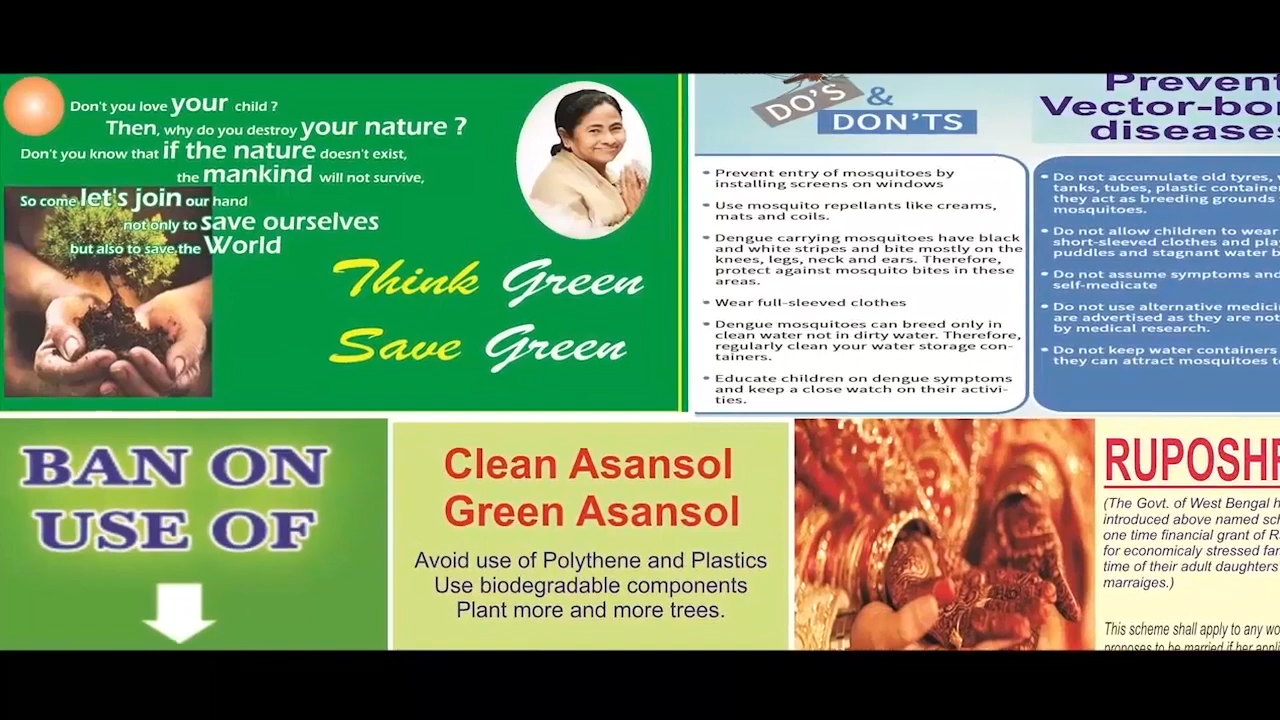 Don't you love your child ?
Then, why do you destroy your nature ?
Don't you know that if the nature doesn't exist,
the mankind will not survive,
So come let's join our hand
not only to save ourselves
but also to save the World
Think Green
Save Green
DO'S &
DON'TS
Prevent entry of mosquitoes by
installing screens on windows
Use mosquito repellants like creams,
mats and coils.
Dengue carrying mosquitoes have black
and white stripes and bite mostly on the
knees, legs, neck and ears. Therefore,
protect against mosquito bites in these
areas.
Wear full-sleeved clothes
Dengue mosquitoes can breed only in
clean water not in dirty water. Therefore,
regularly clean your water storage con-
tainers.
Educate children on dengue symptoms
and keep a close watch on their activi-
ties.
Prevent
Vector-bo
diseases
Do not accumulate old tyres,
tanks, tubes, plastic containe
they act as breeding grounds
mosquitoes.
Do not allow children to wear
short-sleeved clothes and pla
puddles and stagnant water b
Do not assume symptoms and
self-medicate
Do not use alternative medici
are advertised as they are not
by medical research.
Do not keep water containers
they can attract mosquitoes t
BAN ON
USE OF
Clean Asansol
Green Asansol
Avoid use of Polythene and Plastics
Use biodegradable components
Plant more and more trees.
RUPOSH
(The Govt. of West Bengal h
introduced above named sc
one time financial grant of R
for economicaly stressed fa
time of their adult daughters
marraiges.)
This scheme shall apply to any wo
proposes to be married if her appli